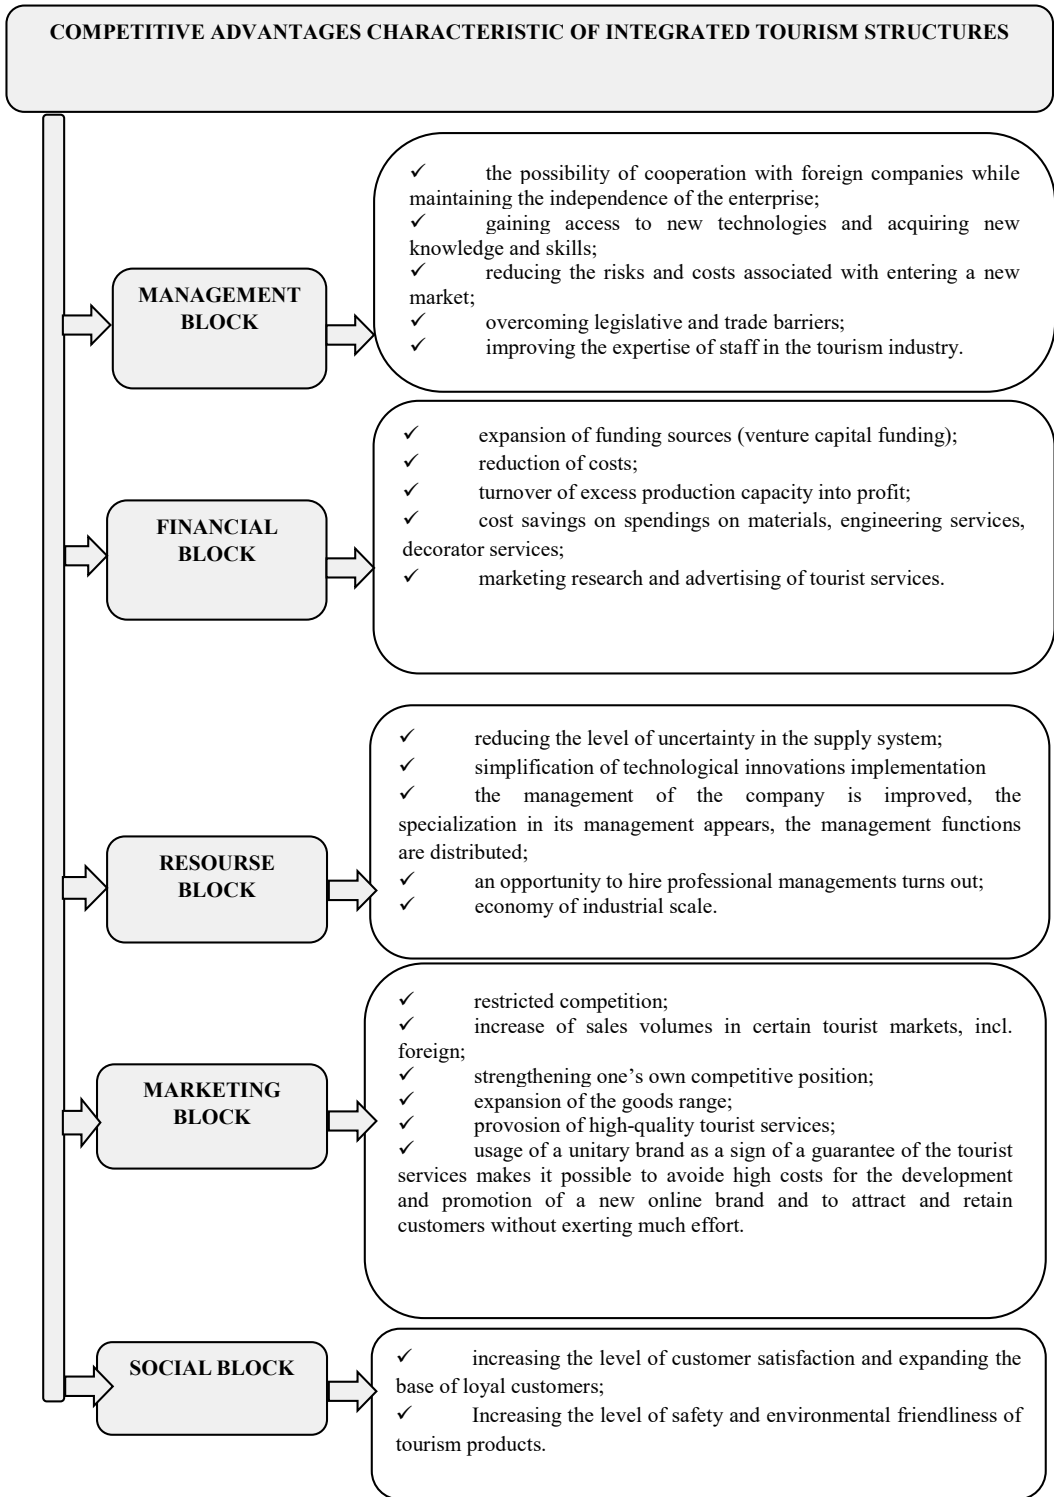 COMPETITIVE ADVANTAGES CHARACTERISTIC OF INTEGRATED TOURISM STRUCTURES
MANAGEMENT
BLOCK
✓ the possibility of cooperation with foreign companies while
maintaining the independence of the enterprise;
✓ gaining access to new technologies and acquiring new
knowledge and skills;
✓ reducing the risks and costs associated with entering a new
market;
✓ overcoming legislative and trade barriers;
✓ improving the expertise of staff in the tourism industry.
FINANCIAL
BLOCK
✓ expansion of funding sources (venture capital funding);
✓ reduction of costs;
✓ turnover of excess production capacity into profit;
✓ cost savings on spendings on materials, engineering services,
decorator services;
✓ marketing research and advertising of tourist services.
RESOURSE
BLOCK
✓ reducing the level of uncertainty in the supply system;
✓ simplification of technological innovations implementation
✓ the management of the company is improved, the
specialization in its management appears, the management functions
are distributed;
✓ an opportunity to hire professional managements turns out;
✓ economy of industrial scale.
MARKETING
BLOCK
✓ restricted competition;
✓ increase of sales volumes in certain tourist markets, incl.
foreign;
✓ strengthening one's own competitive position;
✓ expansion of the goods range;
✓ provosion of high-quality tourist services;
✓ usage of a unitary brand as a sign of a guarantee of the tourist
services makes it possible to avoide high costs for the development
and promotion of a new online brand and to attract and retain
customers without exerting much effort.
SOCIAL BLOCK
✓ increasing the level of customer satisfaction and expanding the
base of loyal customers;
✓ Increasing the level of safety and environmental friendliness of
tourism products.